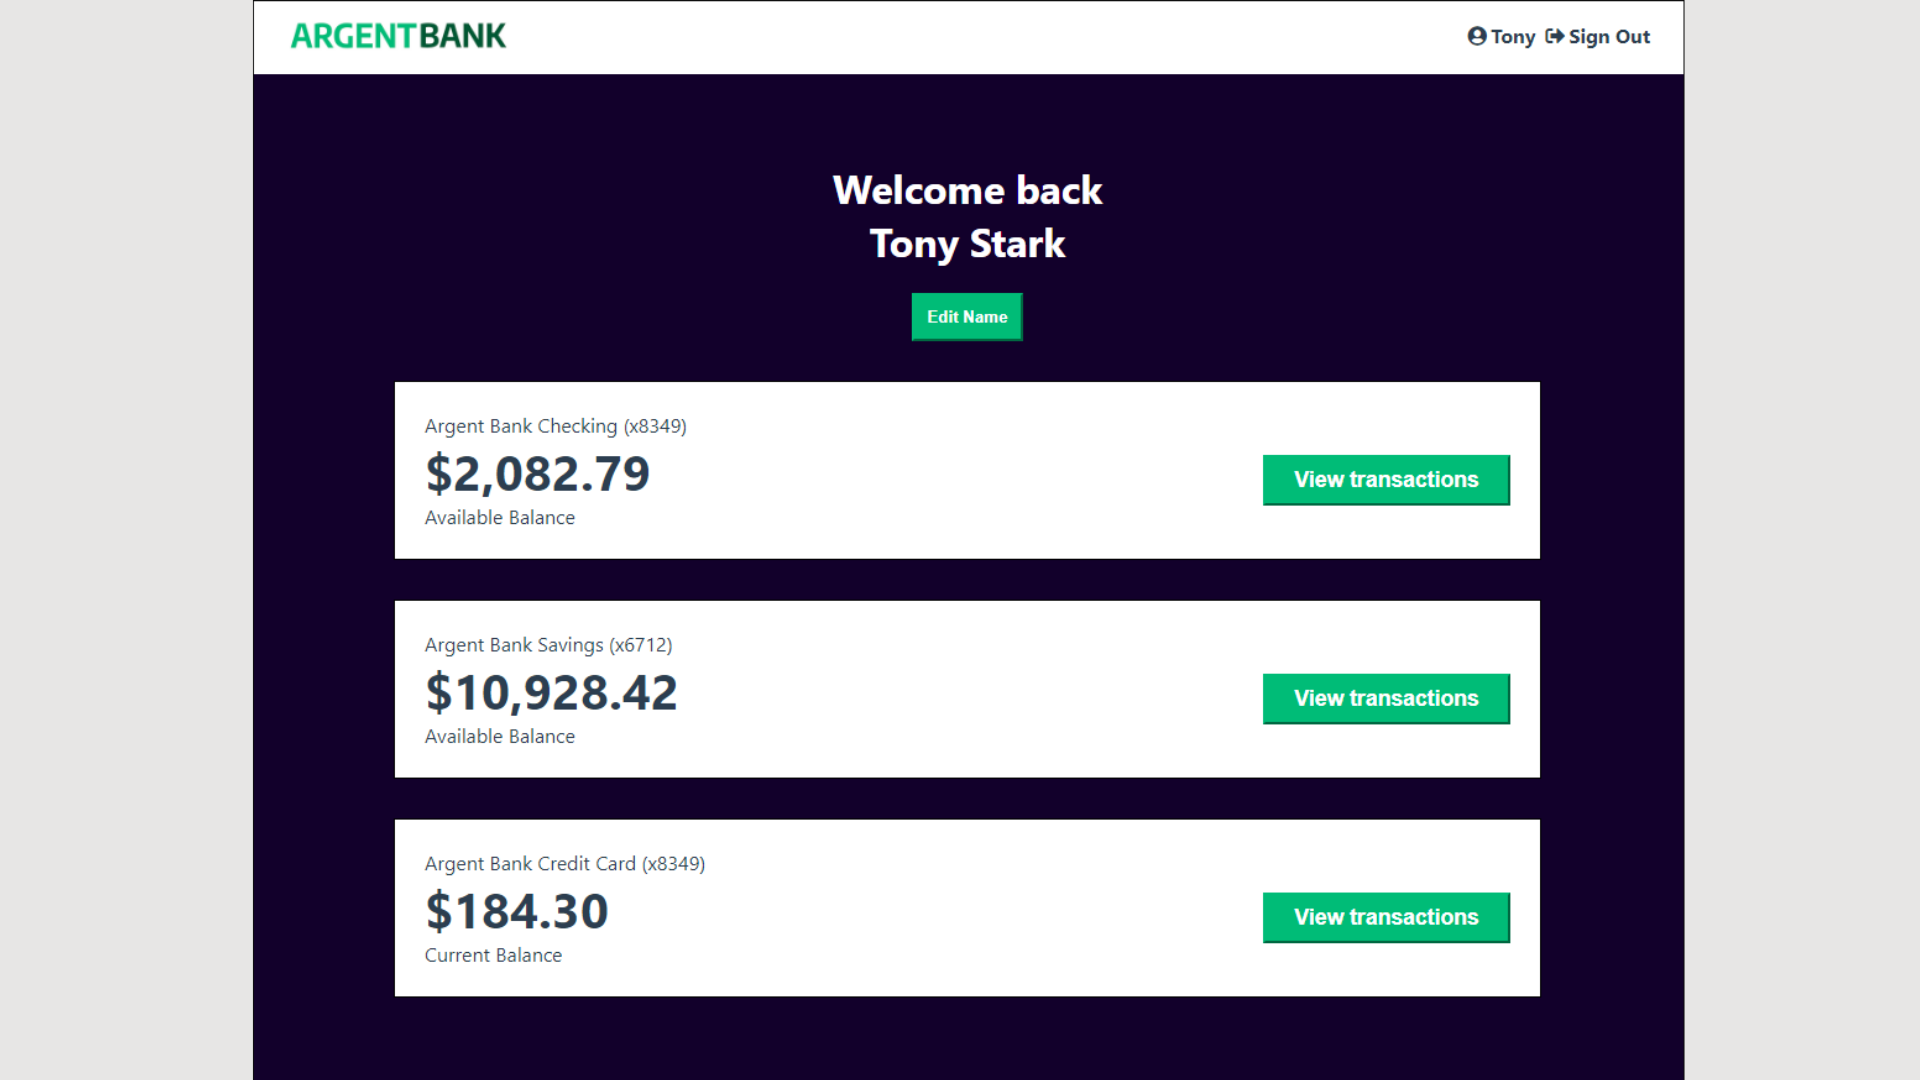 ARGENTBANK
Tony Sign Out
Welcome back
Tony Stark
Edit Name
Argent Bank Checking (x8349)
$2,082.79
Available Balance
View transactions
Argent Bank Savings (x6712)
$10,928.42
Available Balance
View transactions
Argent Bank Credit Card (x8349)
$184.30
Current Balance
View transactions